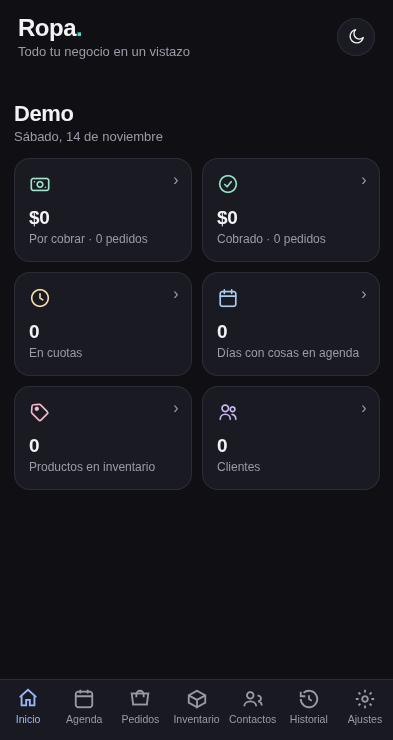 Ropa.
Todo tu negocio en un vistazo
Demo
Sábado, 14 de noviembre
$0
Por cobrar · 0 pedidos
$0
Cobrado · 0 pedidos
0
En cuotas
0
Días con cosas en agenda
0
Productos en inventario
0
Clientes
Inicio
Agenda
Pedidos
Inventario
Contactos
Historial
Ajustes